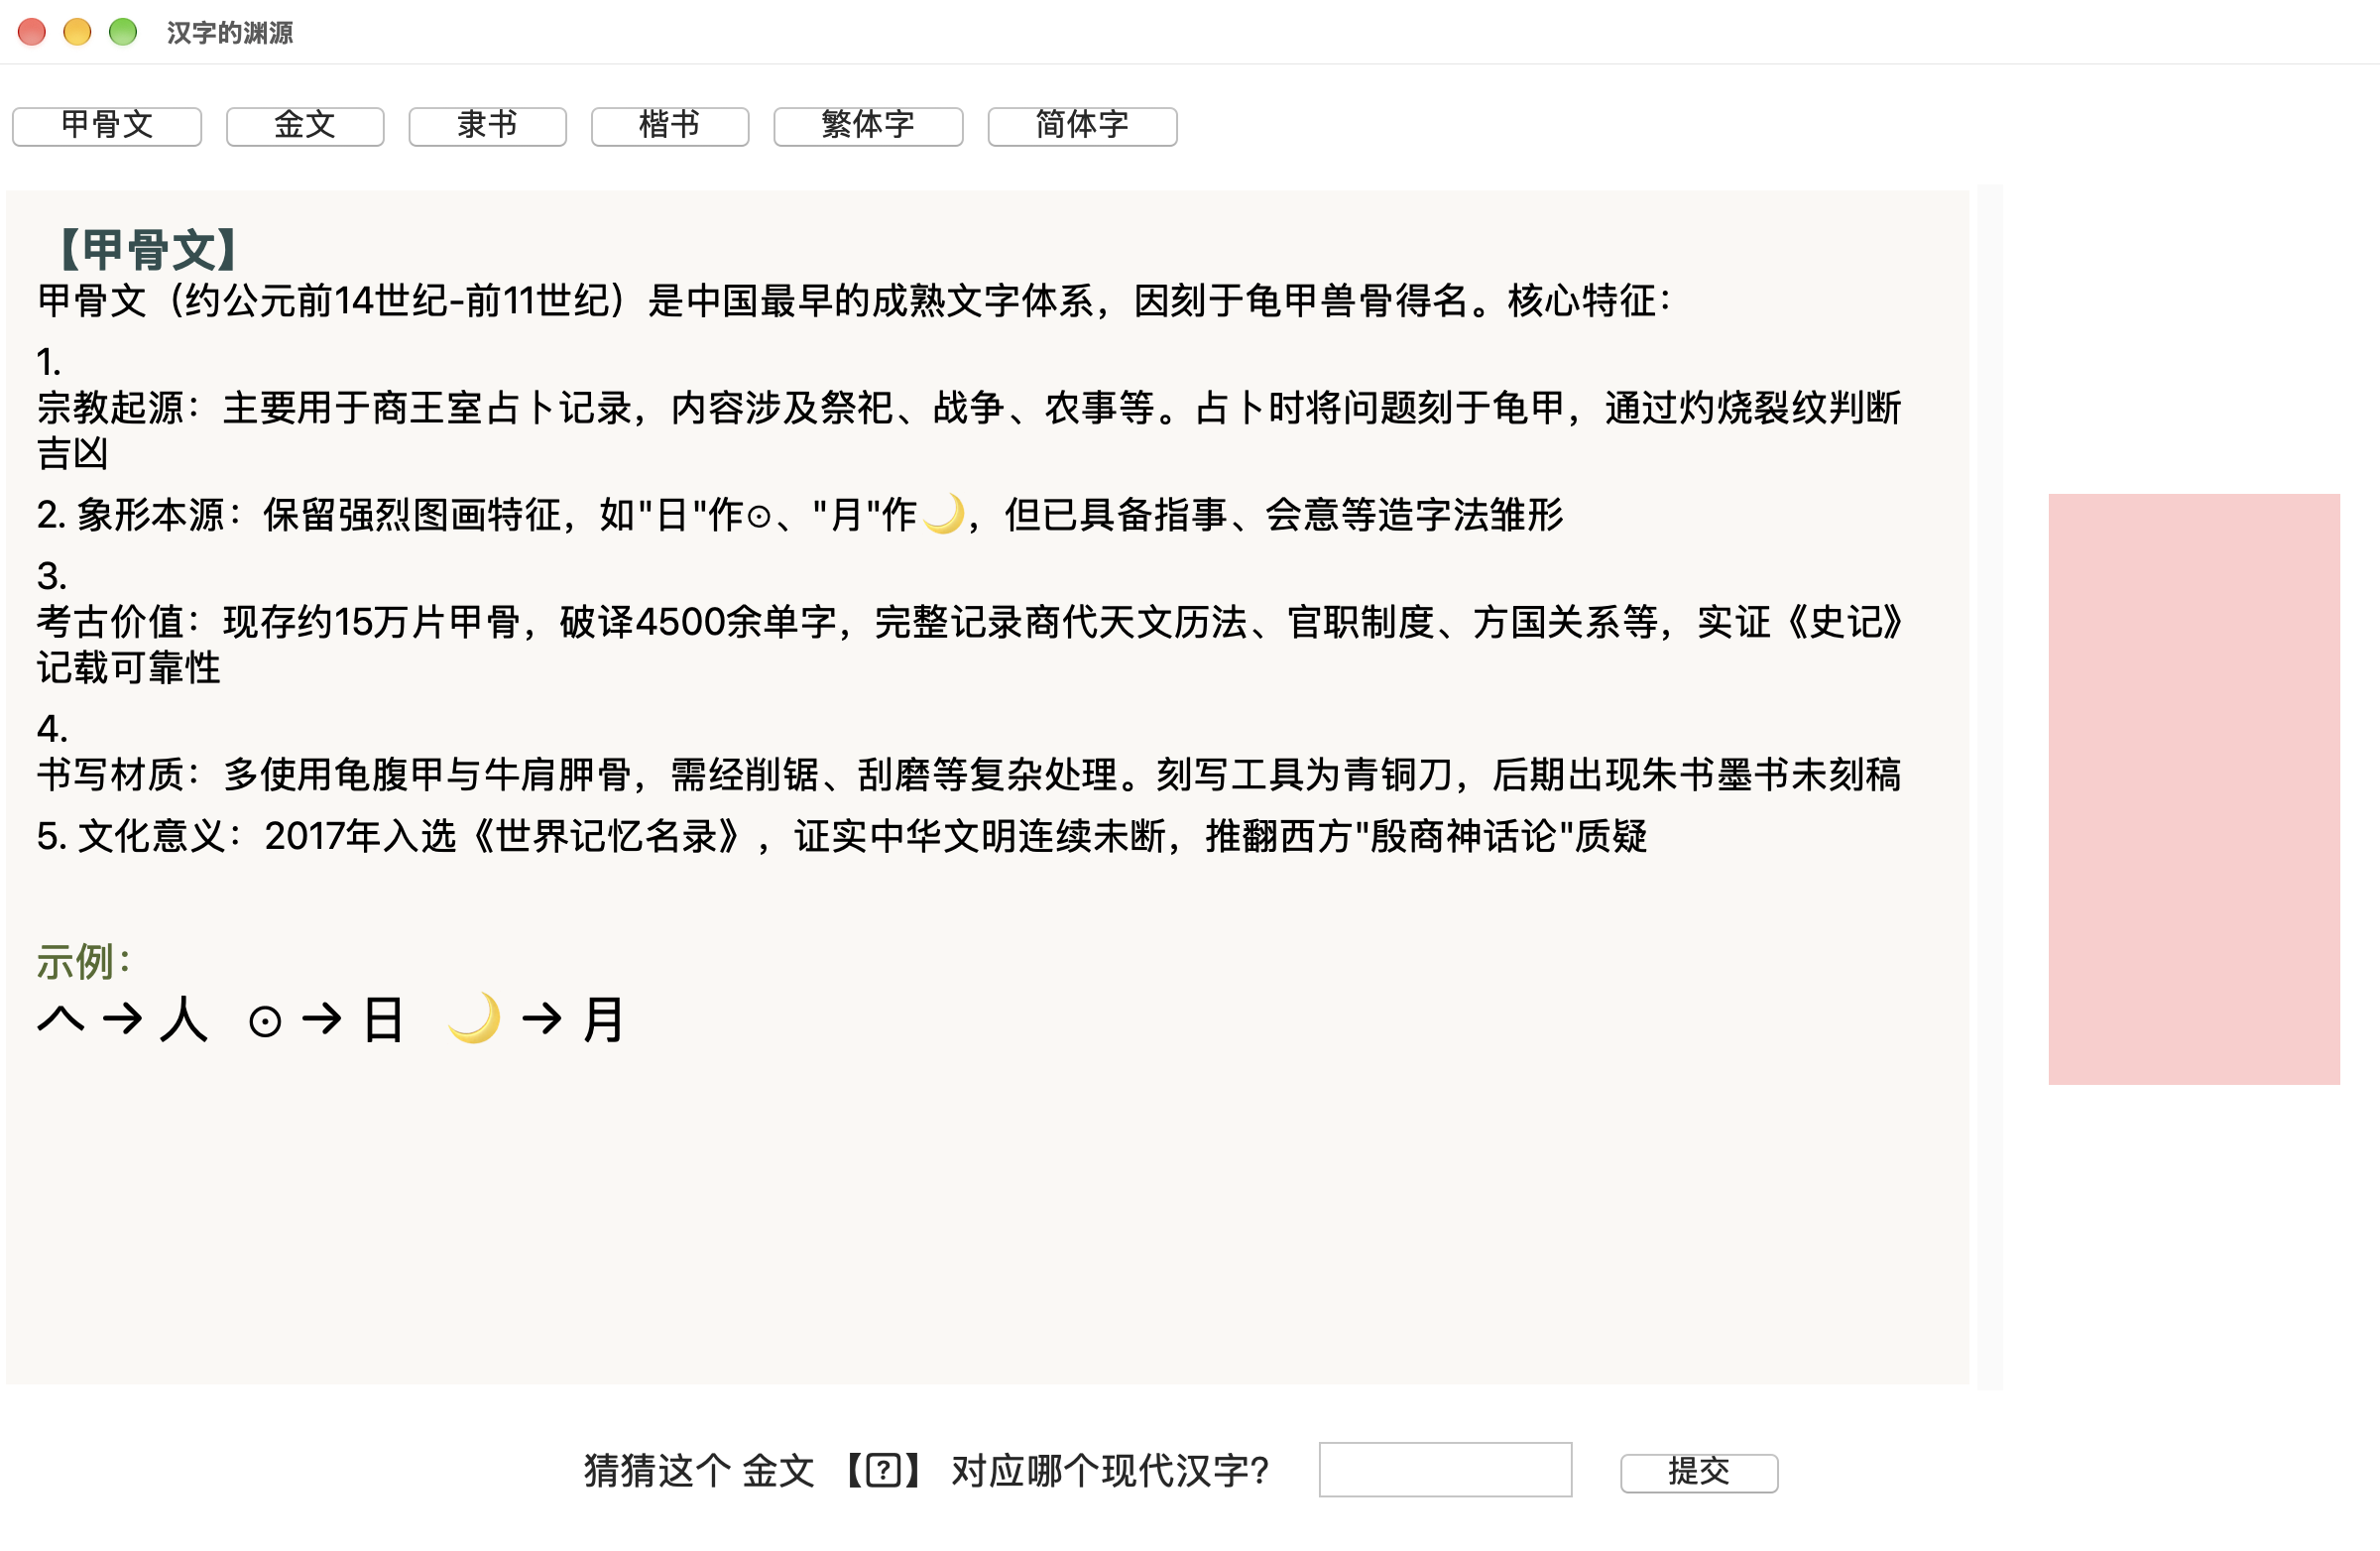 汉字的渊源
甲骨文 金文 隶书 楷书 繁体字 简体字
【甲骨文】
甲骨文（约公元前14世纪-前11世纪）是中国最早的成熟文字体系，因刻于龟甲兽骨得名。核心特征：
1.
宗教起源：主要用于商王室占卜记录，内容涉及祭祀、战争、农事等。占卜时将问题刻于龟甲，通过灼烧裂纹判断
吉凶
2. 象形本源：保留强烈图画特征，如"日"作⊙、"月"作🌙，但已具备指事、会意等造字法雏形
3.
考古价值：现存约15万片甲骨，破译4500余单字，完整记录商代天文历法、官职制度、方国关系等，实证《史记》
记载可靠性
4.
书写材质：多使用龟腹甲与牛肩胛骨，需经削锯、刮磨等复杂处理。刻写工具为青铜刀，后期出现朱书墨书未刻稿
5. 文化意义：2017年入选《世界记忆名录》，证实中华文明连续未断，推翻西方"殷商神话论"质疑
示例：
𠆢 → 人 ⊙ → 日 🌙 → 月
猜猜这个 金文 【⍰】 对应哪个现代汉字？ 提交